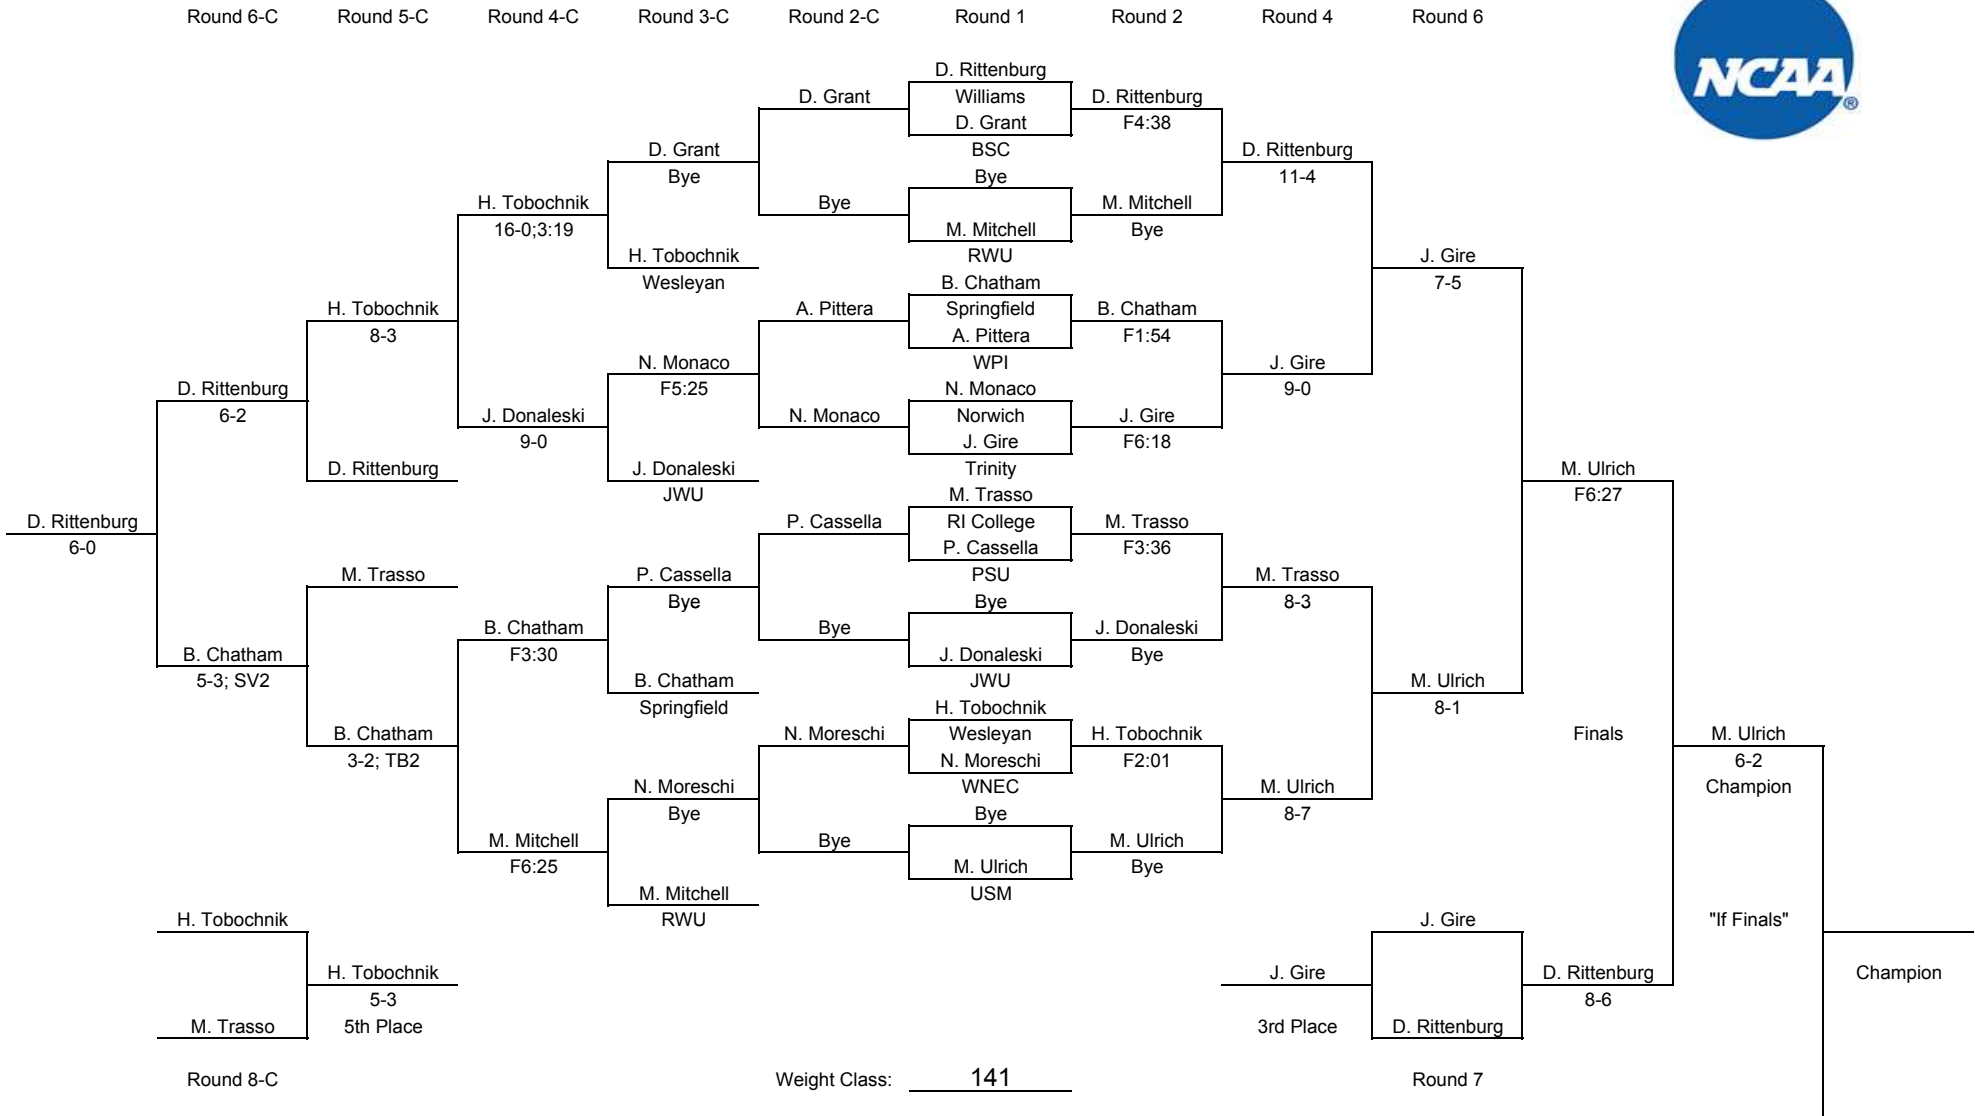 Round 6-C Round 5-C Round 4-C Round 3-C Round 2-C Round 1 Round 2 Round 4 Round 6
NCAA®
D. Rittenburg
D. Grant Williams D. Rittenburg
D. Grant F4:38
D. Grant BSC D. Rittenburg
Bye Bye 11-4
H. Tobochnik Bye M. Mitchell
16-0;3:19 M. Mitchell Bye
H. Tobochnik RWU J. Gire
Wesleyan B. Chatham 7-5
H. Tobochnik A. Pittera Springfield B. Chatham
8-3 A. Pittera F1:54
N. Monaco WPI J. Gire
D. Rittenburg F5:25 N. Monaco 9-0
6-2 J. Donaleski N. Monaco Norwich J. Gire
9-0 J. Gire F6:18
D. Rittenburg J. Donaleski Trinity M. Ulrich
JWU M. Trasso F6:27
D. Rittenburg P. Cassella RI College M. Trasso
6-0 P. Cassella F3:36
M. Trasso P. Cassella PSU M. Trasso
Bye Bye 8-3
B. Chatham Bye J. Donaleski
B. Chatham F3:30 J. Donaleski Bye
5-3; SV2 B. Chatham JWU M. Ulrich
Springfield H. Tobochnik 8-1
B. Chatham N. Moreschi Wesleyan H. Tobochnik Finals M. Ulrich
3-2; TB2 N. Moreschi F2:01 6-2
N. Moreschi WNEC M. Ulrich Champion
Bye Bye 8-7
M. Mitchell Bye M. Ulrich
F6:25 M. Ulrich Bye
M. Mitchell USM
H. Tobochnik RWU J. Gire "If Finals"
H. Tobochnik J. Gire D. Rittenburg Champion
5-3 8-6
M. Trasso 5th Place 3rd Place D. Rittenburg
Round 8-C Weight Class: 141 Round 7